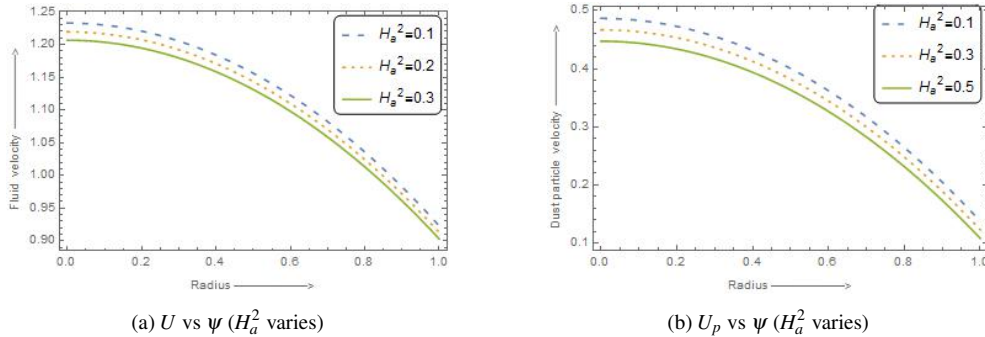 1.25
1.20
1.15
1.10
1.05
1.00
0.95
0.90
Fluid velocity
0.0 0.2 0.4 0.6 0.8 1.0
Radius
Hₐ²=0.1
Hₐ²=0.2
Hₐ²=0.3
(a) U vs ψ (Hₐ² varies)
0.5
0.4
0.3
0.2
0.1
Dust particle velocity
0.0 0.2 0.4 0.6 0.8 1.0
Radius
Hₐ²=0.1
Hₐ²=0.3
Hₐ²=0.5
(b) Uₚ vs ψ (Hₐ² varies)